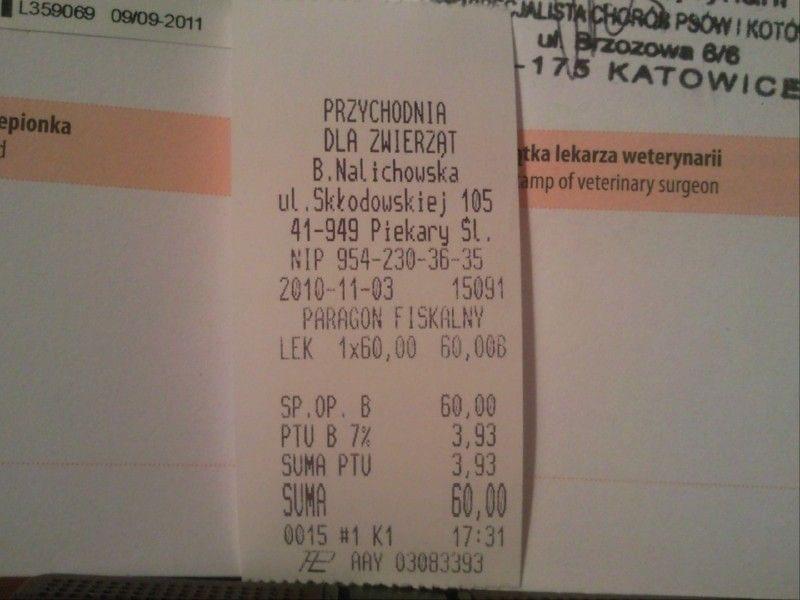 L359069 09/09-2011
JALISTA CHORÓB PSÓW I KOTÓ
ul. Brzozowa 6/6
-175 KATOWICE
epionka
d
ątka lekarza weterynarii
amp of veterinary surgeon
PRZYCHODNIA
DLA ZWIERZĄT
B.Nalichowska
ul.Skłodowskiej 105
41-949 Piekary Śl.
NIP 954-230-36-35
2010-11-03 15091
PARAGON FISKALNY
LEK 1x60,00 60,00B
SP.OP. B 60,00
PTU B 7% 3,93
SUMA PTU 3,93
SUMA 60,00
0015 #1 K1 17:31
AAY 03083393